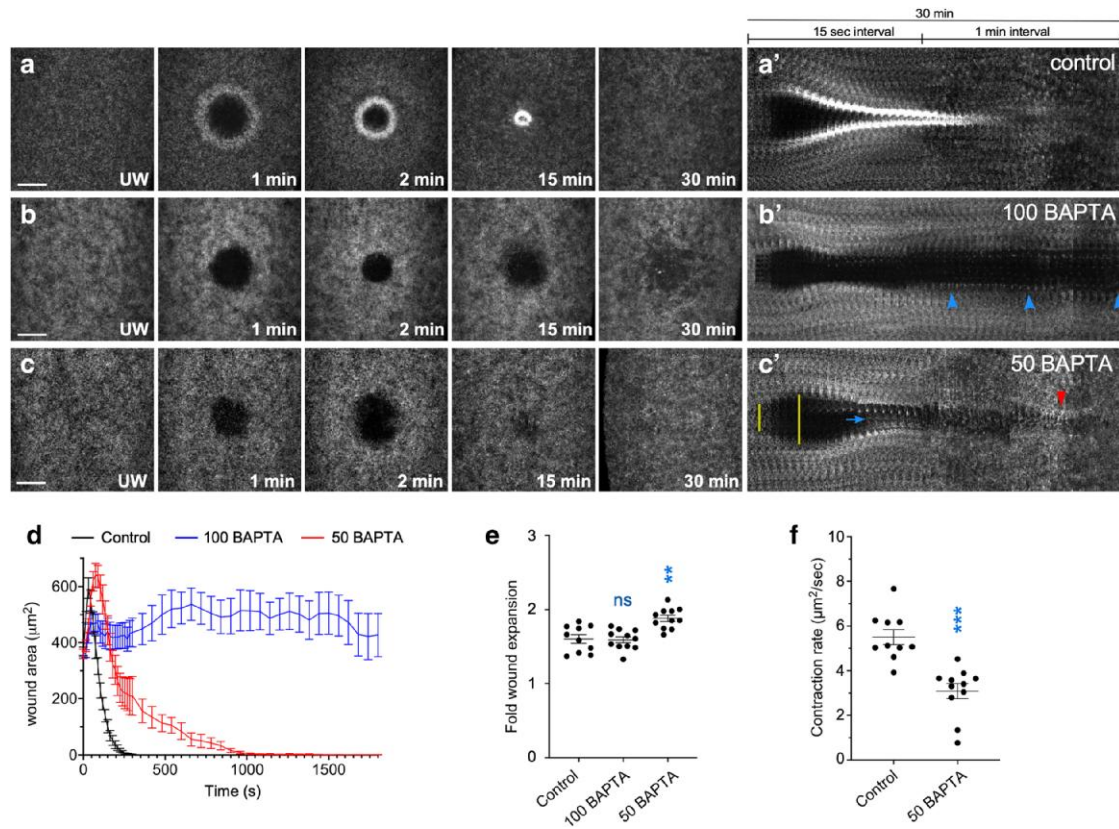 30 min
15 sec interval 1 min interval
a UW 1 min 2 min 15 min 30 min a' control
b UW 1 min 2 min 15 min 30 min b' 100 BAPTA
c UW 1 min 2 min 15 min 30 min c' 50 BAPTA
d Control 100 BAPTA 50 BAPTA
wound area (μm²)
600
400
200
0
0 500 1000 1500
Time (s)
e
Fold wound expansion
3
2
1
0
ns
**
Control 100 BAPTA 50 BAPTA
f
Contraction rate (μm²/sec)
10
8
6
4
2
0
***
Control 50 BAPTA